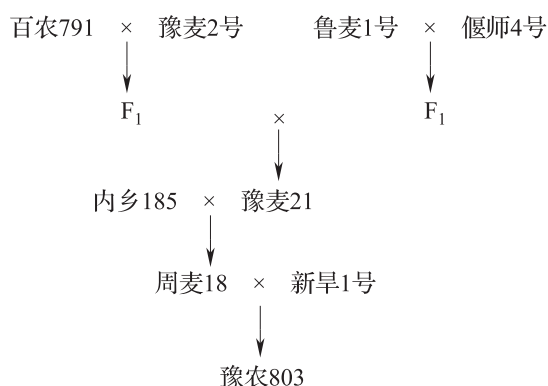 百农791 × 豫麦2号 鲁麦1号 × 偃师4号
F₁ F₁
×
内乡185 × 豫麦21
周麦18 × 新旱1号
豫农803